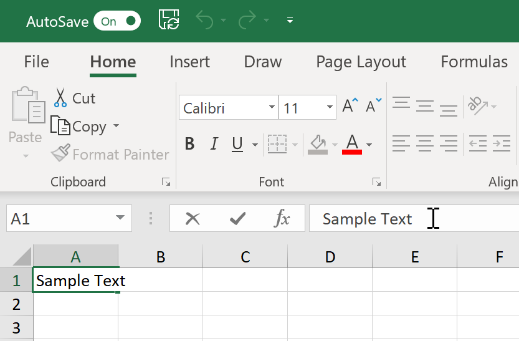 AutoSave On
File Home Insert Draw Page Layout Formulas
Cut
Copy
Paste
Format Painter
Calibri 11 A A
B I U A
Clipboard Font Align
A1 fx Sample Text
A B C D E F
1 Sample Text
2
3